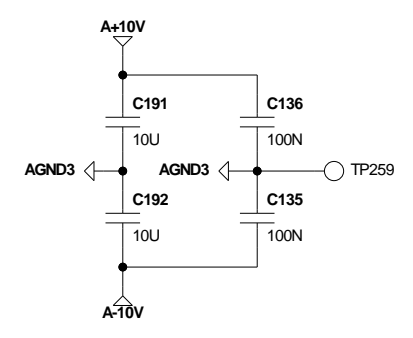 A+10V
C191
C136
10U
100N
AGND3
AGND3
TP259
C192
C135
10U
100N
A-10V